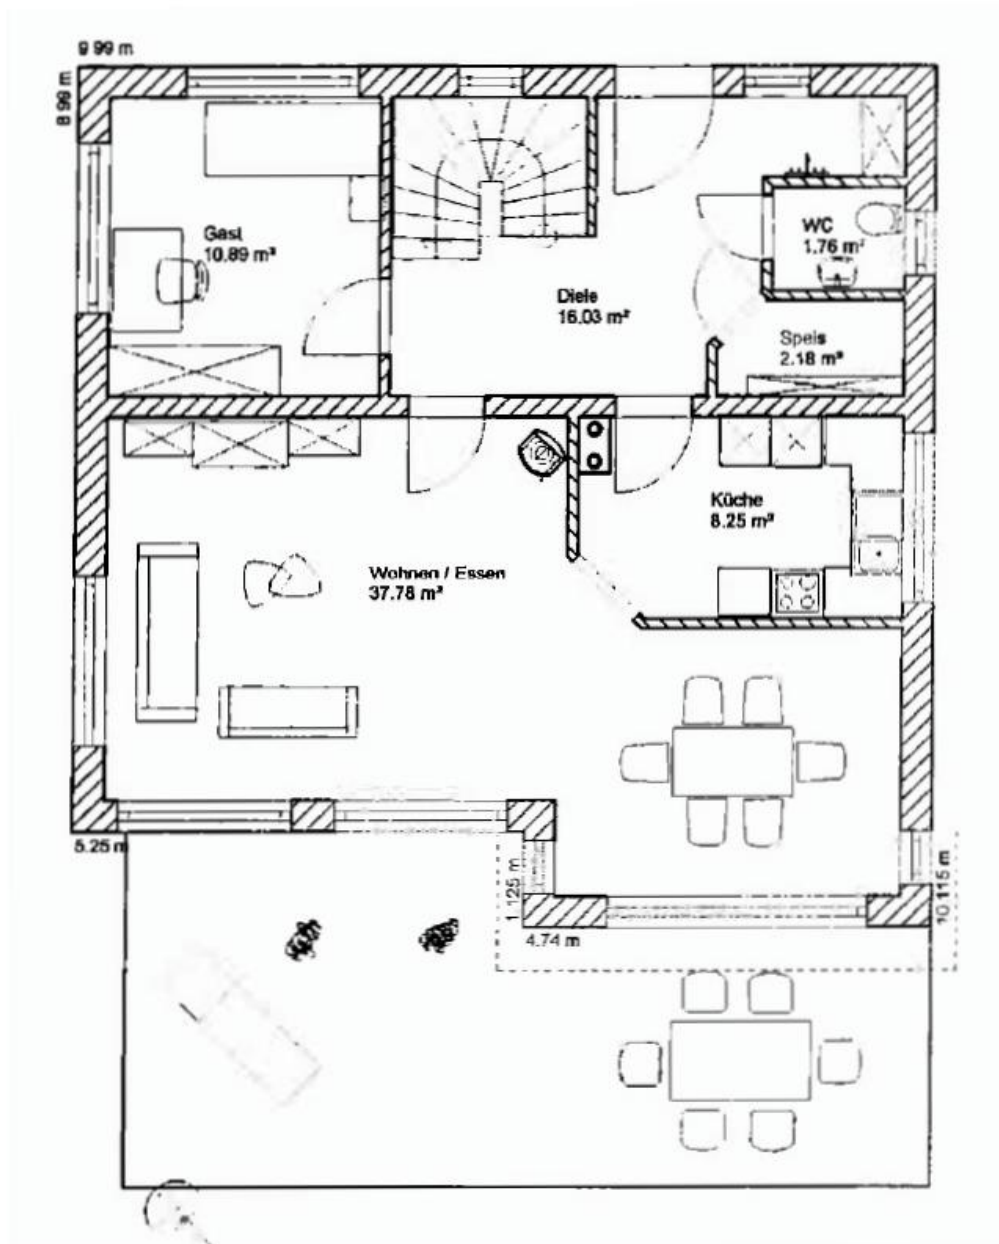 9.99 m
8.99 m
Gast
10.89 m²
WC
1.76 m²
Diele
16.03 m²
Speis
2.18 m²
Küche
8.25 m²
Wohnen / Essen
37.78 m²
5.25 m
1.125 m
4.74 m
10.115 m